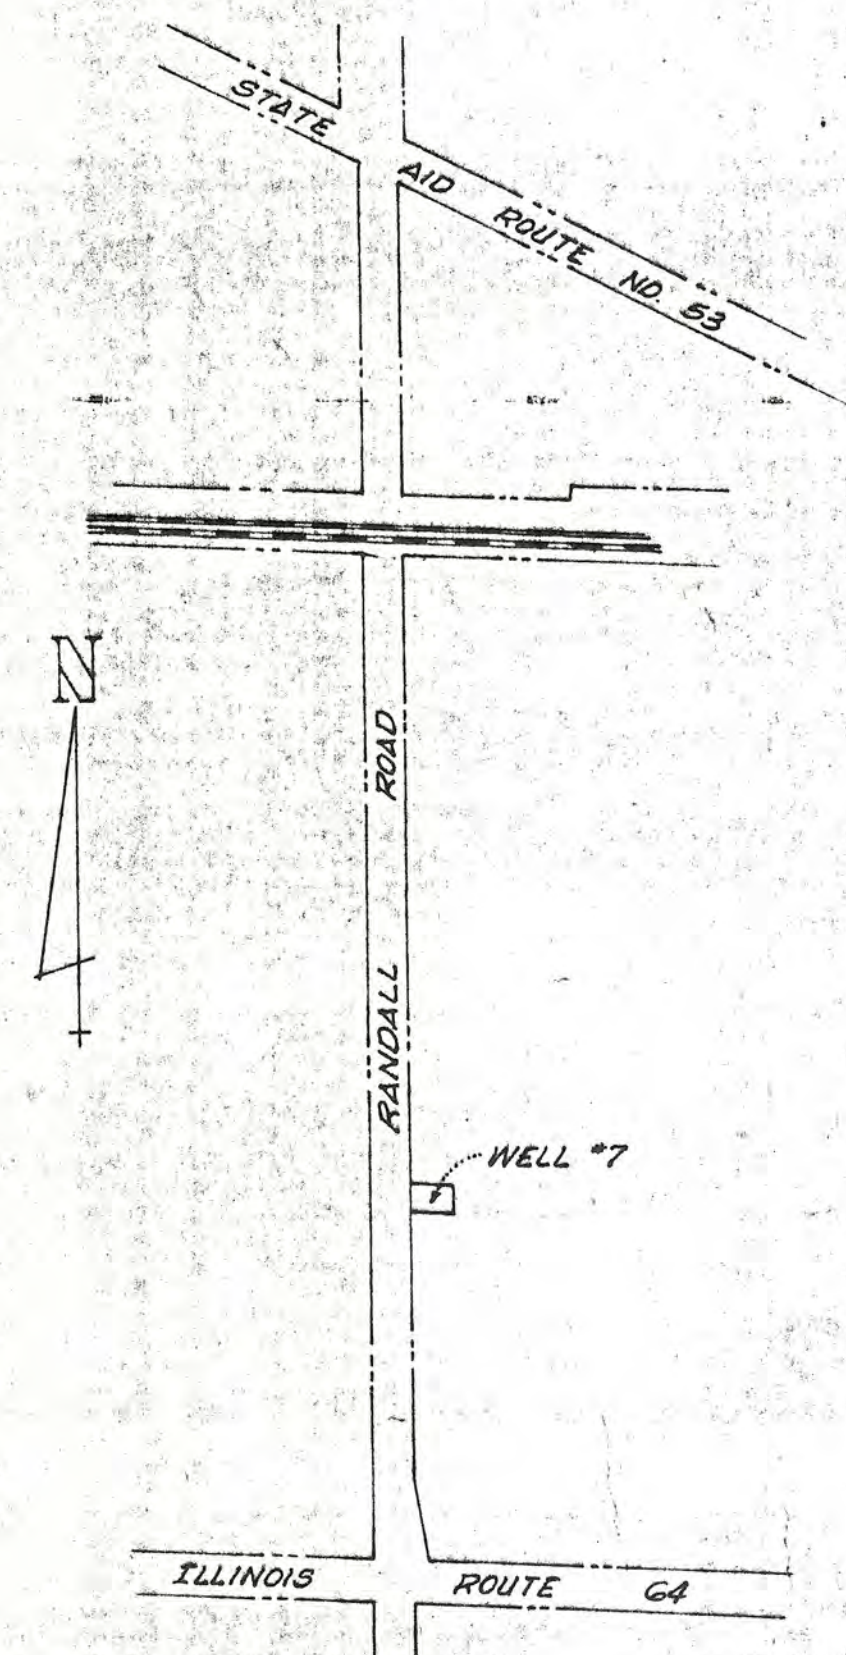 STATE AID ROUTE NO. 53
N
RANDALL ROAD
WELL #7
ILLINOIS ROUTE 64